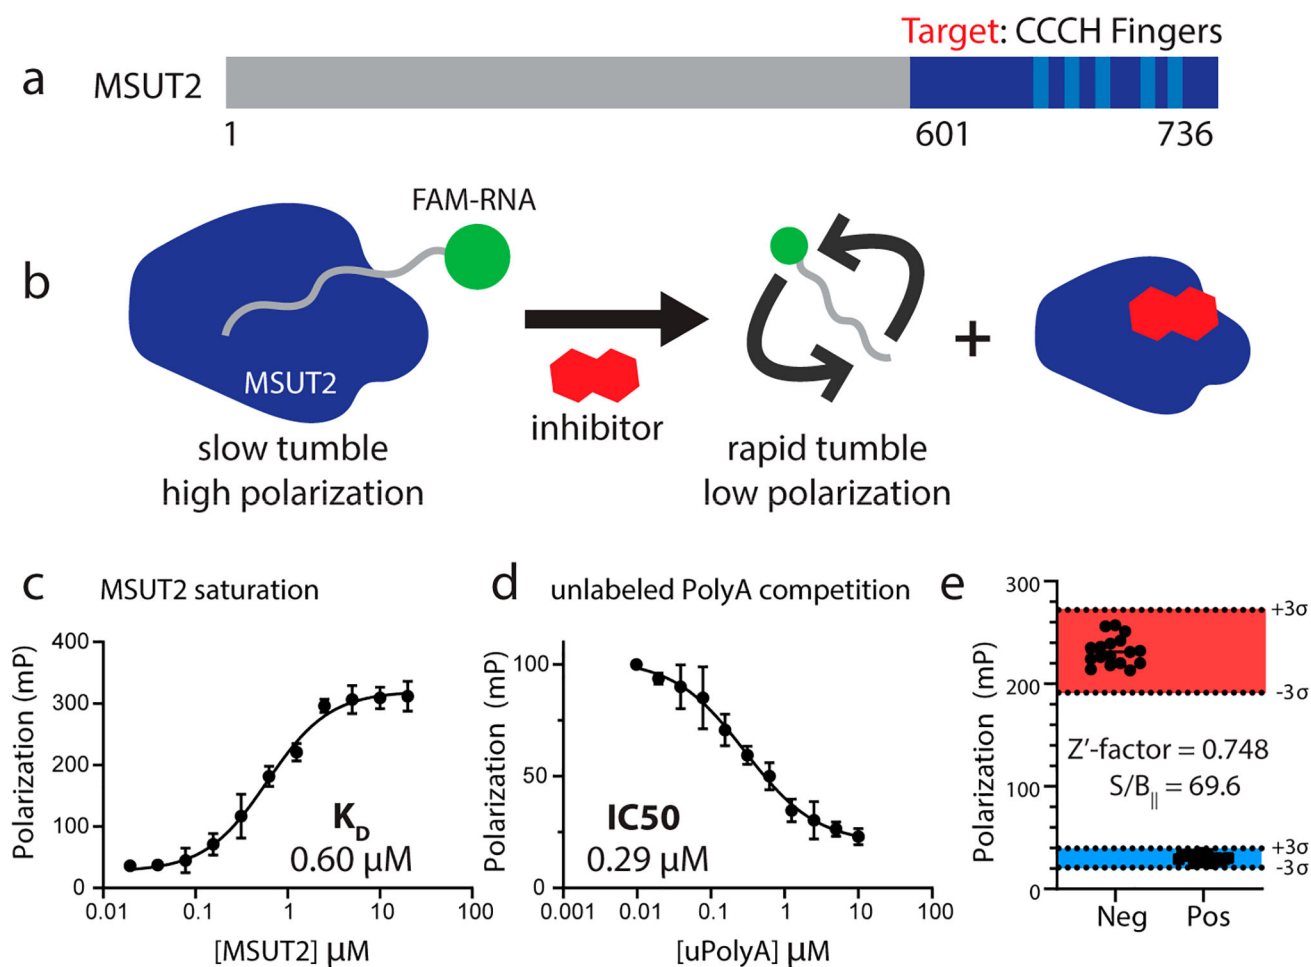 a
Target: CCCH Fingers
MSUT2
1
601
736
b
FAM-RNA
MSUT2
slow tumble
high polarization
inhibitor
rapid tumble
low polarization
+
c MSUT2 saturation
Polarization (mP)
400
300
200
100
0
K_D
0.60 μM
0.01 0.1 1 10 100
[MSUT2] μM
d unlabeled PolyA competition
Polarization (mP)
100
50
0
IC50
0.29 μM
0.001 0.01 0.1 1 10 100
[uPolyA] μM
e
Polarization (mP)
300
200
100
0
+3σ
-3σ
Z'-factor = 0.748
S/B_|| = 69.6
+3σ
-3σ
Neg Pos